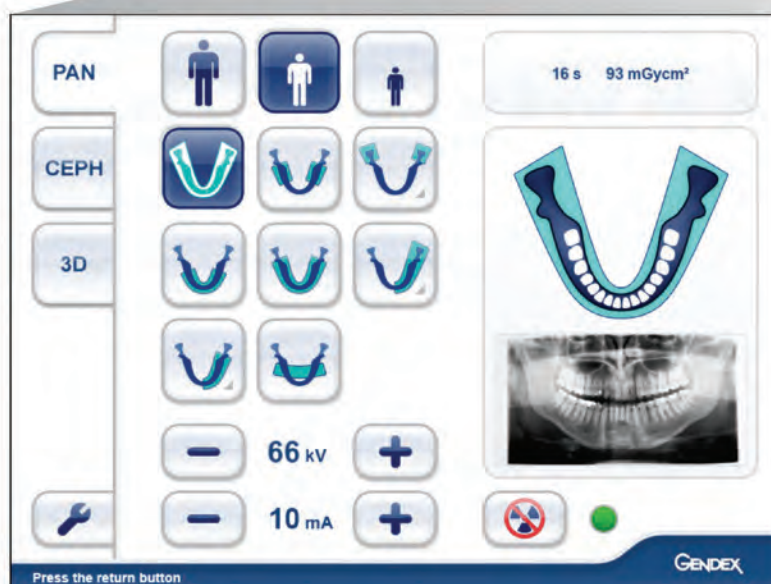 PAN
16 s 93 mGycm²
CEPH
3D
66 kV
10 mA
Press the return button
GENDEX